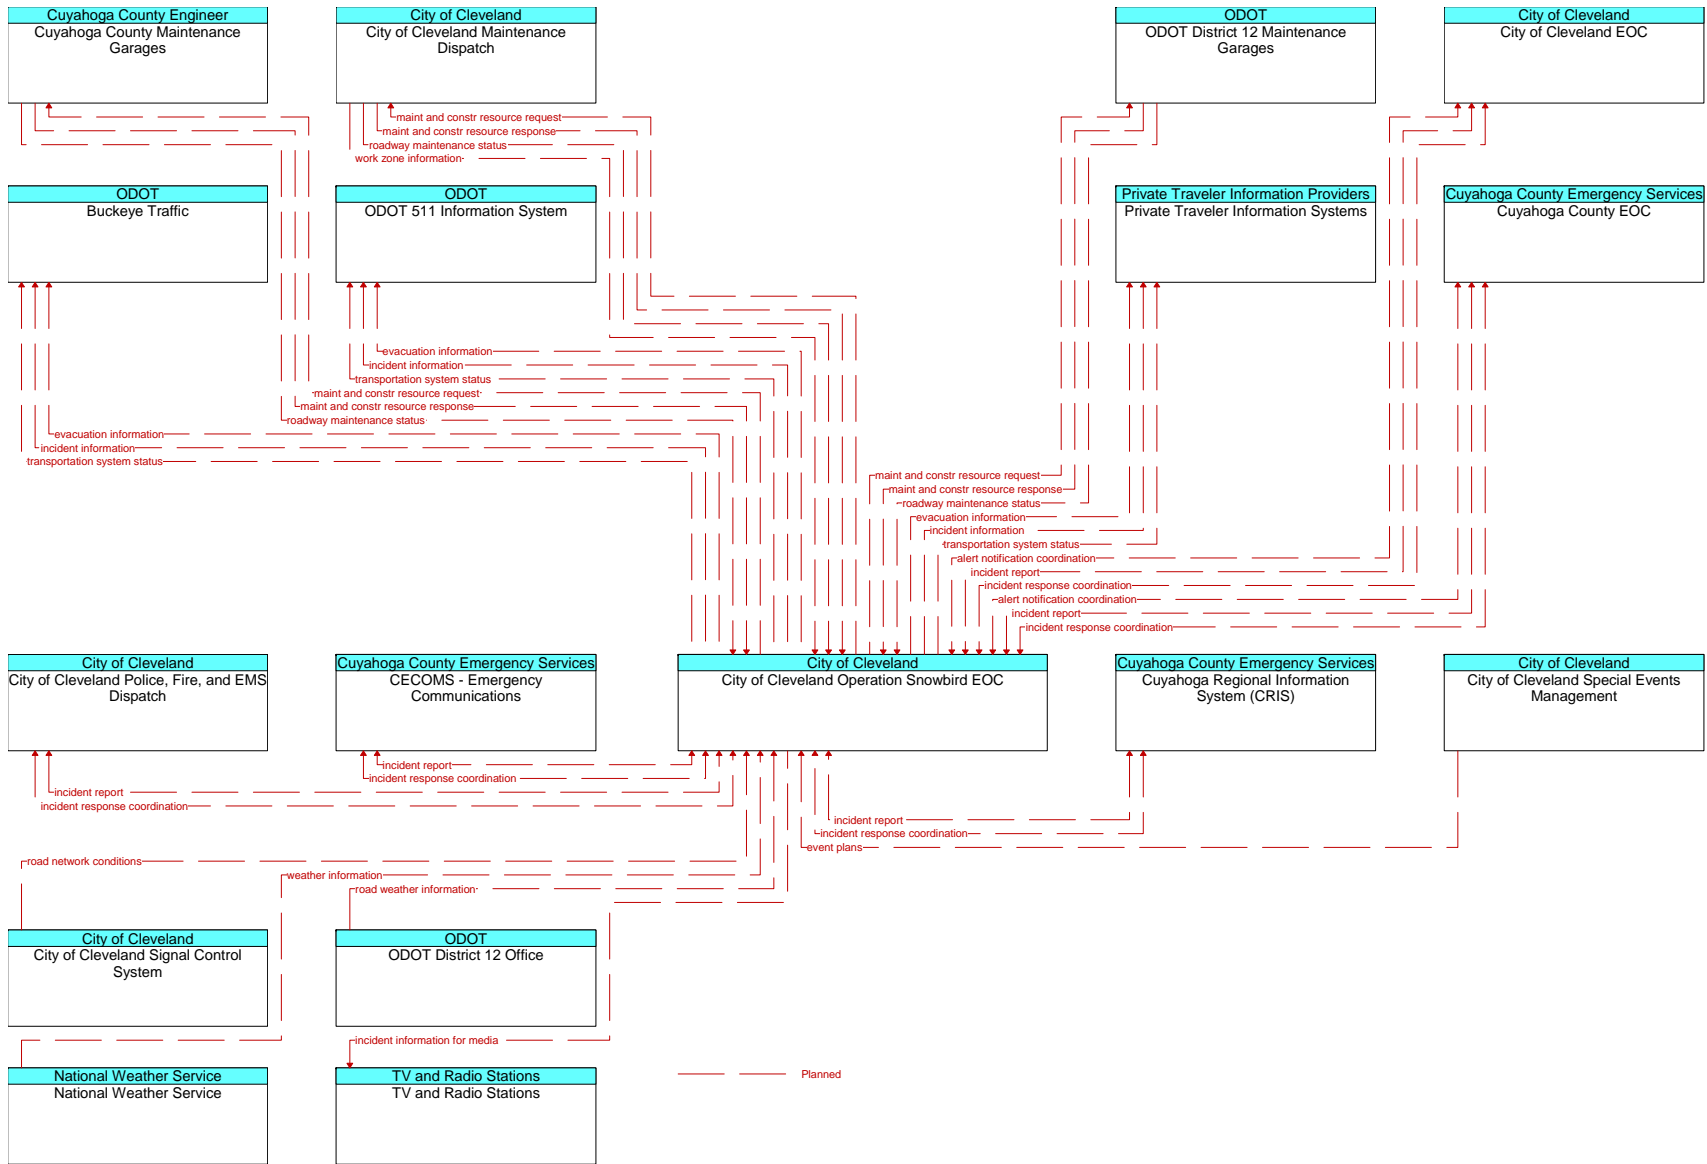 Cuyahoga County Engineer
Cuyahoga County Maintenance
Garages
City of Cleveland
City of Cleveland Maintenance
Dispatch
ODOT
ODOT District 12 Maintenance
Garages
City of Cleveland
City of Cleveland EOC
maint and constr resource request
maint and constr resource response
roadway maintenance status
work zone information
ODOT
Buckeye Traffic
ODOT
ODOT 511 Information System
Private Traveler Information Providers
Private Traveler Information Systems
Cuyahoga County Emergency Services
Cuyahoga County EOC
evacuation information
incident information
transportation system status
maint and constr resource request
maint and constr resource response
roadway maintenance status
evacuation information
incident information
transportation system status
maint and constr resource request
maint and constr resource response
roadway maintenance status
evacuation information
incident information
transportation system status
alert notification coordination
incident report
incident response coordination
alert notification coordination
incident report
incident response coordination
City of Cleveland
City of Cleveland Police, Fire, and EMS
Dispatch
Cuyahoga County Emergency Services
CECOMS - Emergency
Communications
City of Cleveland
City of Cleveland Operation Snowbird EOC
Cuyahoga County Emergency Services
Cuyahoga Regional Information
System (CRIS)
City of Cleveland
City of Cleveland Special Events
Management
incident report
incident response coordination
incident report
incident response coordination
incident report
incident response coordination
event plans
road network conditions
weather information
road weather information
City of Cleveland
City of Cleveland Signal Control
System
ODOT
ODOT District 12 Office
incident information for media
National Weather Service
National Weather Service
TV and Radio Stations
TV and Radio Stations
Planned